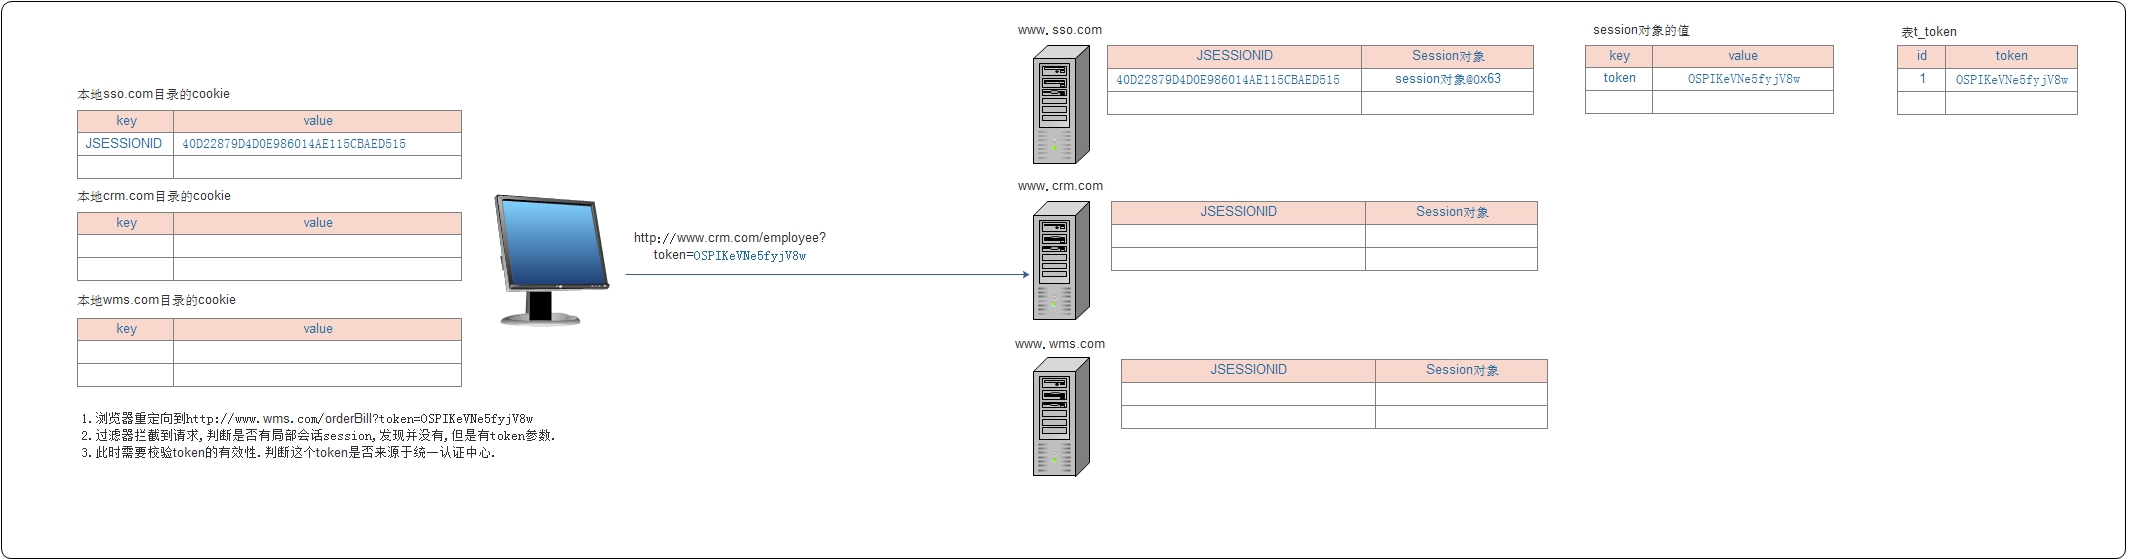 www.sso.com
JSESSIONID Session对象
40D22879D4D0E986014AE115CBAED515 session对象@0x63
session对象的值
key value
token OSPIKeVNe5fyjV8w
表t_token
id token
1 OSPIKeVNe5fyjV8w
本地sso.com目录的cookie
key value
JSESSIONID 40D22879D4D0E986014AE115CBAED515
本地crm.com目录的cookie
key value
本地wms.com目录的cookie
key value
http://www.crm.com/employee?
token=OSPIKeVNe5fyjV8w
www.crm.com
JSESSIONID Session对象
www.wms.com
JSESSIONID Session对象
1.浏览器重定向到http://www.wms.com/orderBill?token=OSPIKeVNe5fyjV8w
2.过滤器拦截到请求,判断是否有局部会话session,发现并没有,但是有token参数.
3.此时需要校验token的有效性.判断这个token是否来源于统一认证中心.